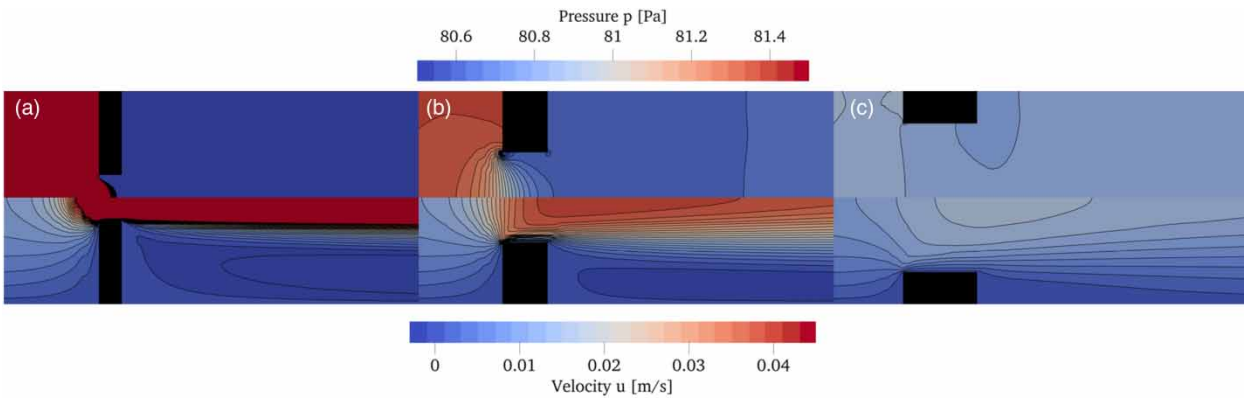 Pressure p [Pa]
80.6 80.8 81 81.2 81.4
(a) (b) (c)
0 0.01 0.02 0.03 0.04
Velocity u [m/s]